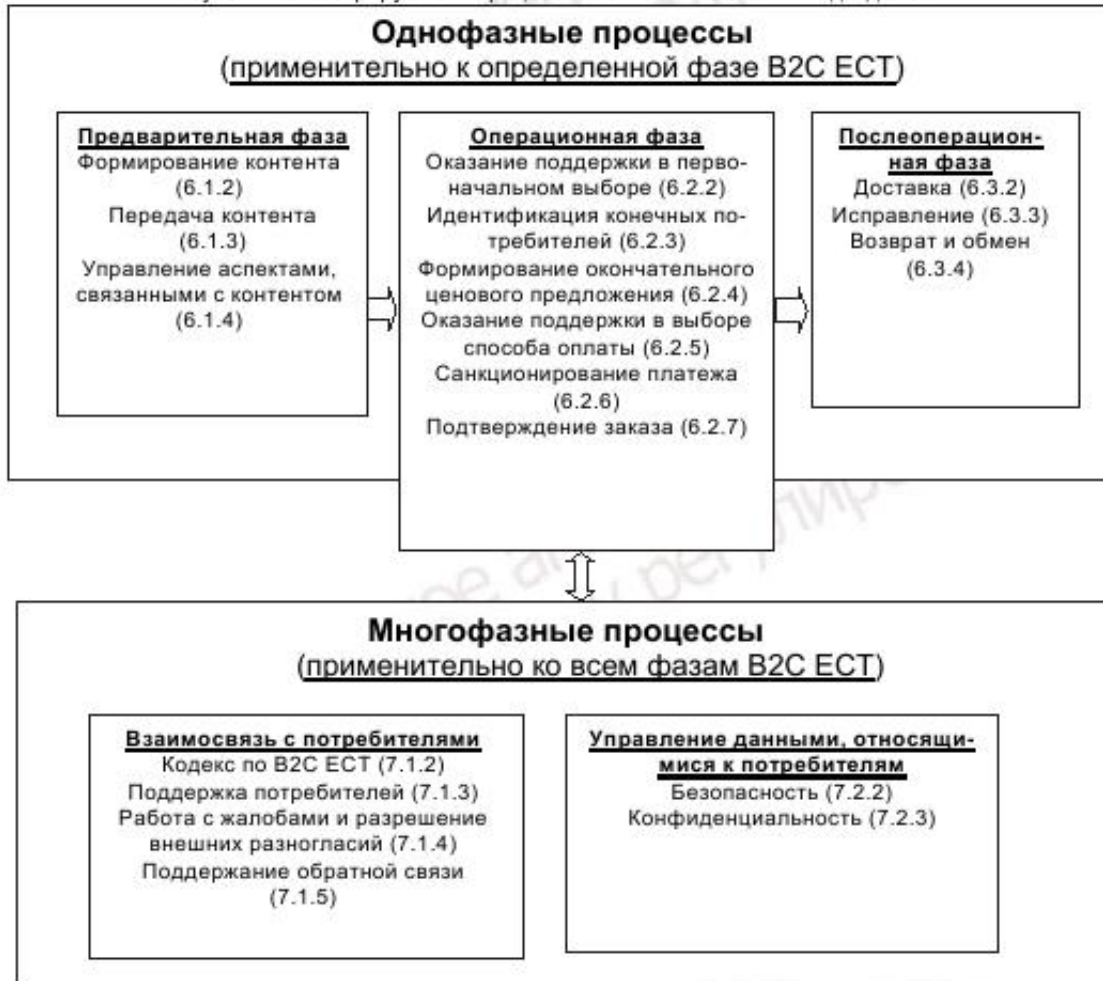 Однофазные процессы
(применительно к определенной фазе B2C ECT)
Предварительная фаза
Формирование контента
(6.1.2)
Передача контента
(6.1.3)
Управление аспектами,
связанными с контентом
(6.1.4)
Операционная фаза
Оказание поддержки в перво-
начальном выборе (6.2.2)
Идентификация конечных по-
требителей (6.2.3)
Формирование окончательного
ценового предложения (6.2.4)
Оказание поддержки в выборе
способа оплаты (6.2.5)
Санкционирование платежа
(6.2.6)
Подтверждение заказа (6.2.7)
Послеоперацион-
ная фаза
Доставка (6.3.2)
Исправление (6.3.3)
Возврат и обмен
(6.3.4)
Многофазные процессы
(применительно ко всем фазам B2C ECT)
Взаимосвязь с потребителями
Кодекс по B2C ECT (7.1.2)
Поддержка потребителей (7.1.3)
Работа с жалобами и разрешение
внешних разногласий (7.1.4)
Поддержание обратной связи
(7.1.5)
Управление данными, относящи-
мися к потребителям
Безопасность (7.2.2)
Конфиденциальность (7.2.3)